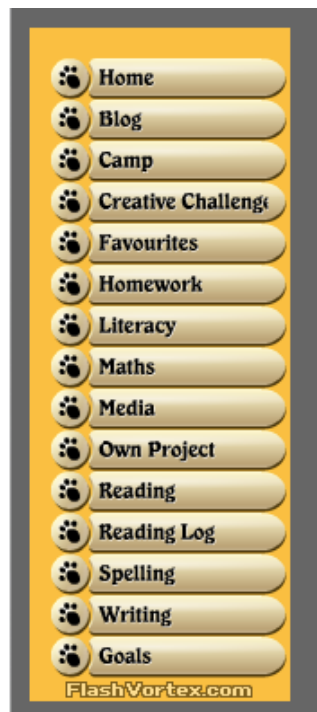 Home
Blog
Camp
Creative Challenge
Favourites
Homework
Literacy
Maths
Media
Own Project
Reading
Reading Log
Spelling
Writing
Goals
FlashVortex.com